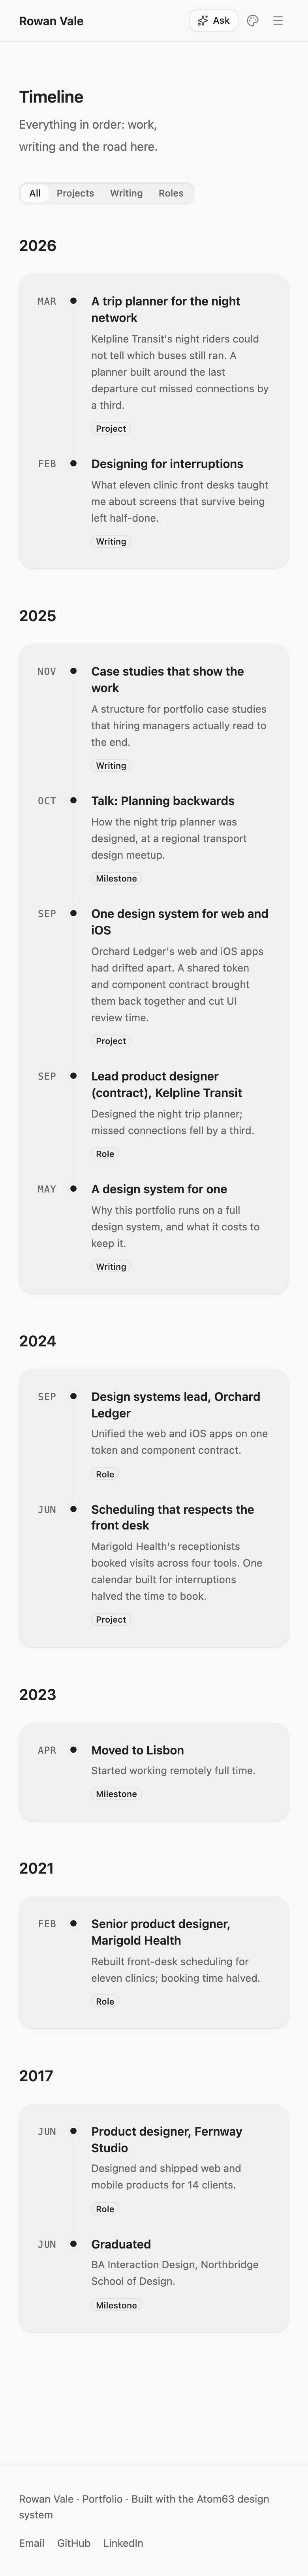 Rowan Vale
Ask
Timeline
Everything in order: work,
writing and the road here.
All Projects Writing Roles
2026
MAR
A trip planner for the night
network
Kelpline Transit's night riders could
not tell which buses still ran. A
planner built around the last
departure cut missed connections by
a third.
Project
FEB
Designing for interruptions
What eleven clinic front desks taught
me about screens that survive being
left half-done.
Writing
2025
NOV
Case studies that show the
work
A structure for portfolio case studies
that hiring managers actually read to
the end.
Writing
OCT
Talk: Planning backwards
How the night trip planner was
designed, at a regional transport
design meetup.
Milestone
SEP
One design system for web and
iOS
Orchard Ledger's web and iOS apps
had drifted apart. A shared token
and component contract brought
them back together and cut UI
review time.
Project
SEP
Lead product designer
(contract), Kelpline Transit
Designed the night trip planner;
missed connections fell by a third.
Role
MAY
A design system for one
Why this portfolio runs on a full
design system, and what it costs to
keep it.
Writing
2024
SEP
Design systems lead, Orchard
Ledger
Unified the web and iOS apps on one
token and component contract.
Role
JUN
Scheduling that respects the
front desk
Marigold Health's receptionists
booked visits across four tools. One
calendar built for interruptions
halved the time to book.
Project
2023
APR
Moved to Lisbon
Started working remotely full time.
Milestone
2021
FEB
Senior product designer,
Marigold Health
Rebuilt front-desk scheduling for
eleven clinics; booking time halved.
Role
2017
JUN
Product designer, Fernway
Studio
Designed and shipped web and
mobile products for 14 clients.
Role
JUN
Graduated
BA Interaction Design, Northbridge
School of Design.
Milestone
Rowan Vale · Portfolio · Built with the Atom63 design
system
Email GitHub LinkedIn